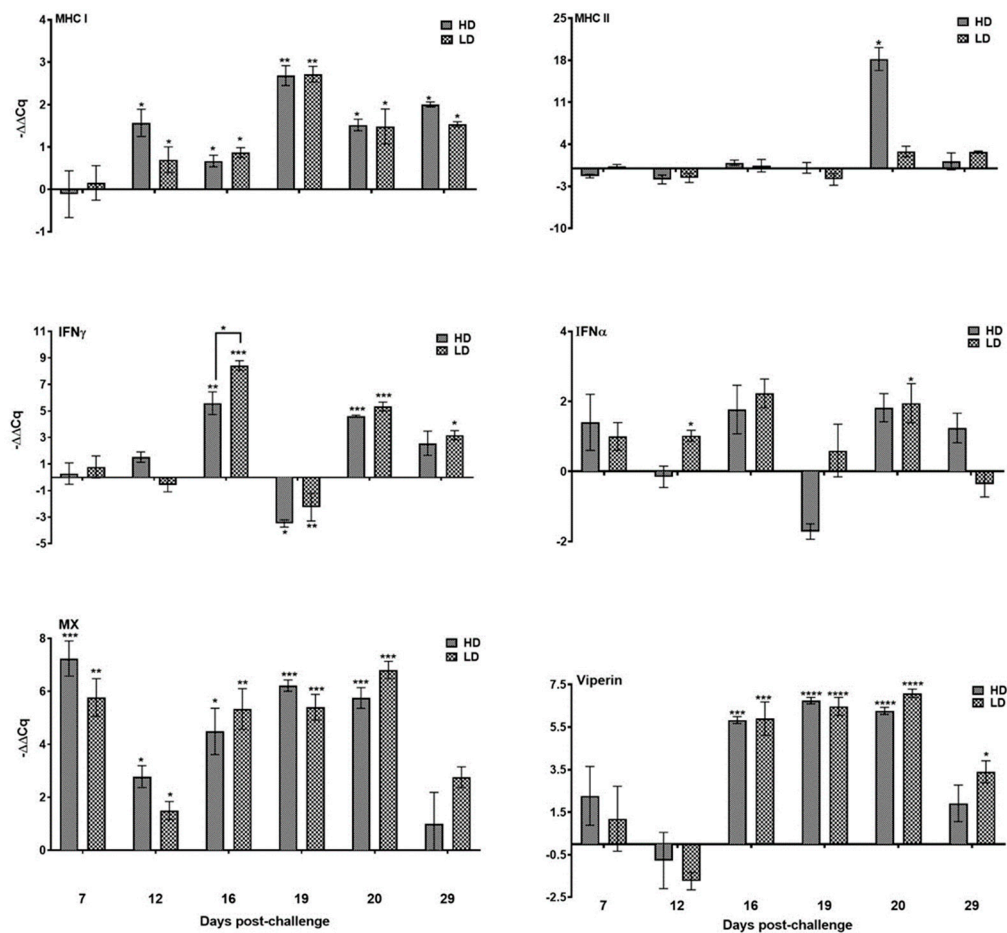 MHC I
HD
LD
4
3
2
1
0
-1
-ΔΔCq
*
*
*
*
**
**
*
*
*
*
MHC II
HD
LD
25
18
11
4
-3
-10
*
IFNγ
HD
LD
11
9
7
5
3
1
-1
-3
-5
-ΔΔCq
*
**
***
*
**
***
***
*
IFNα
HD
LD
4
2
0
-2
*
*
MX
HD
LD
8
6
4
2
0
-ΔΔCq
***
**
*
*
*
**
***
***
***
***
7 12 16 19 20 29
Days post-challenge
Viperin
HD
LD
7.5
5.5
3.5
1.5
-0.5
-2.5
***
***
****
****
****
****
*
7 12 16 19 20 29
Days post-challenge